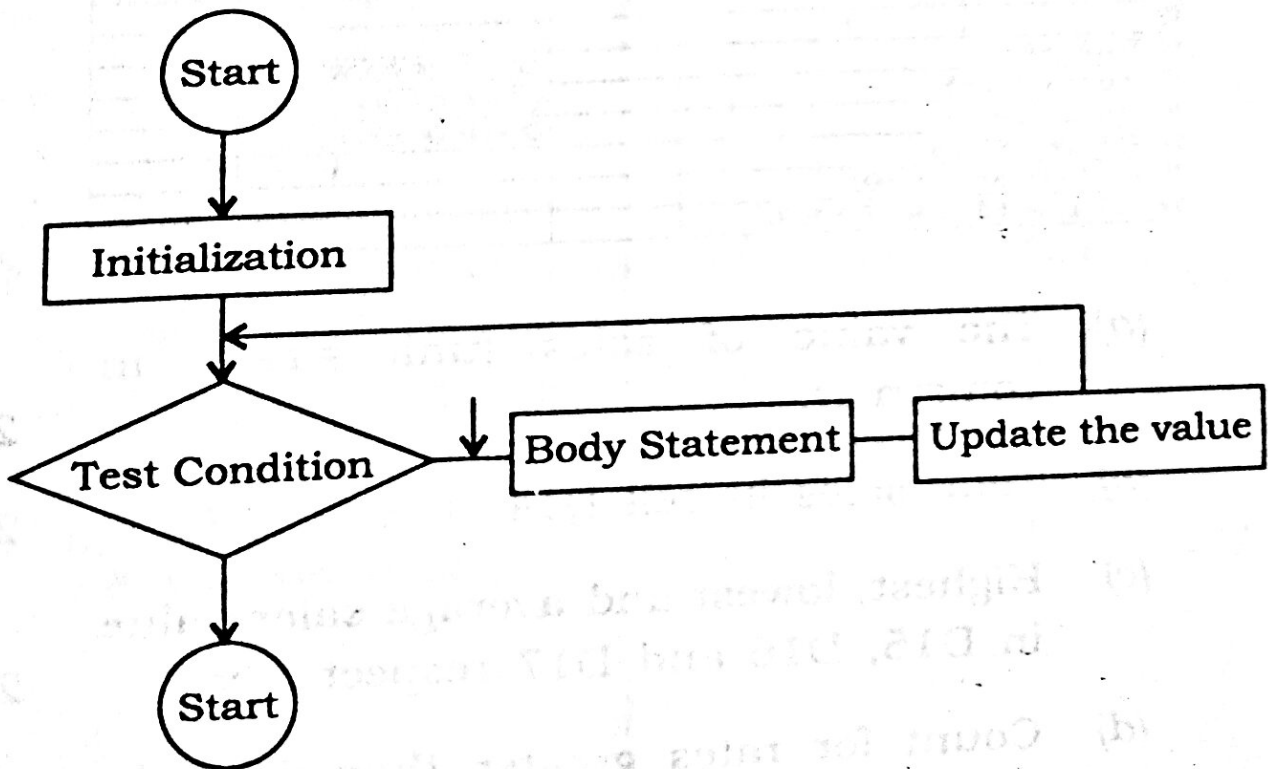 Start
Initialization
Test Condition
Body Statement
Update the value
Start